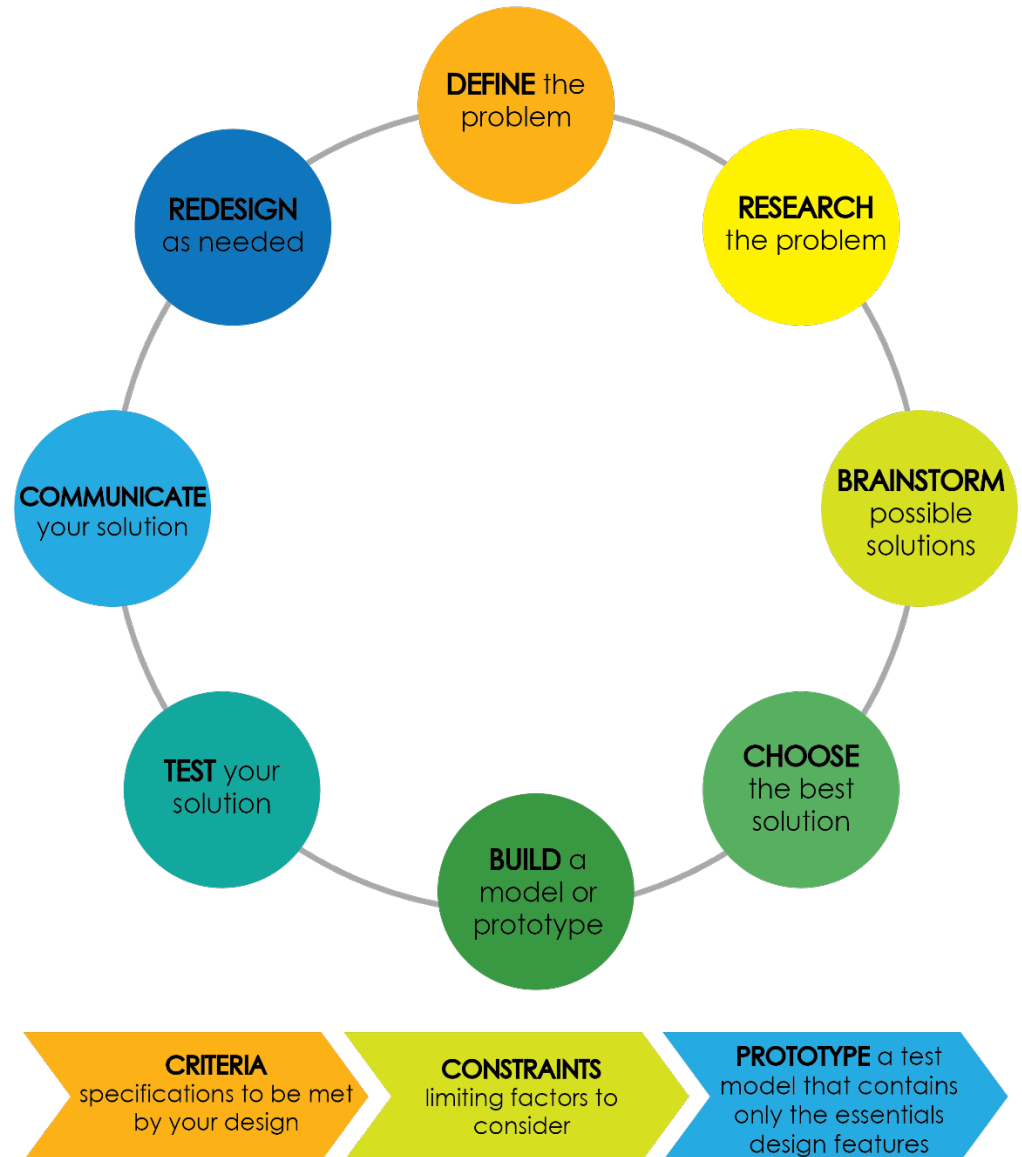 DEFINE the
problem
RESEARCH
the problem
BRAINSTORM
possible
solutions
CHOOSE
the best
solution
BUILD a
model or
prototype
TEST your
solution
COMMUNICATE
your solution
REDESIGN
as needed
CRITERIA
specifications to be met
by your design
CONSTRAINTS
limiting factors to
consider
PROTOTYPE a test
model that contains
only the essentials
design features